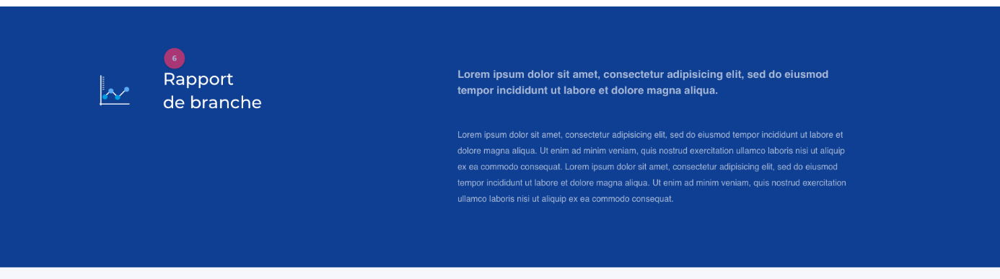 6
Rapport
de branche
Lorem ipsum dolor sit amet, consectetur adipisicing elit, sed do eiusmod
tempor incididunt ut labore et dolore magna aliqua.
Lorem ipsum dolor sit amet, consectetur adipisicing elit, sed do eiusmod tempor incididunt ut labore et
dolore magna aliqua. Ut enim ad minim veniam, quis nostrud exercitation ullamco laboris nisi ut aliquip
ex ea commodo consequat. Lorem ipsum dolor sit amet, consectetur adipisicing elit, sed do eiusmod
tempor incididunt ut labore et dolore magna aliqua. Ut enim ad minim veniam, quis nostrud exercitation
ullamco laboris nisi ut aliquip ex ea commodo consequat.